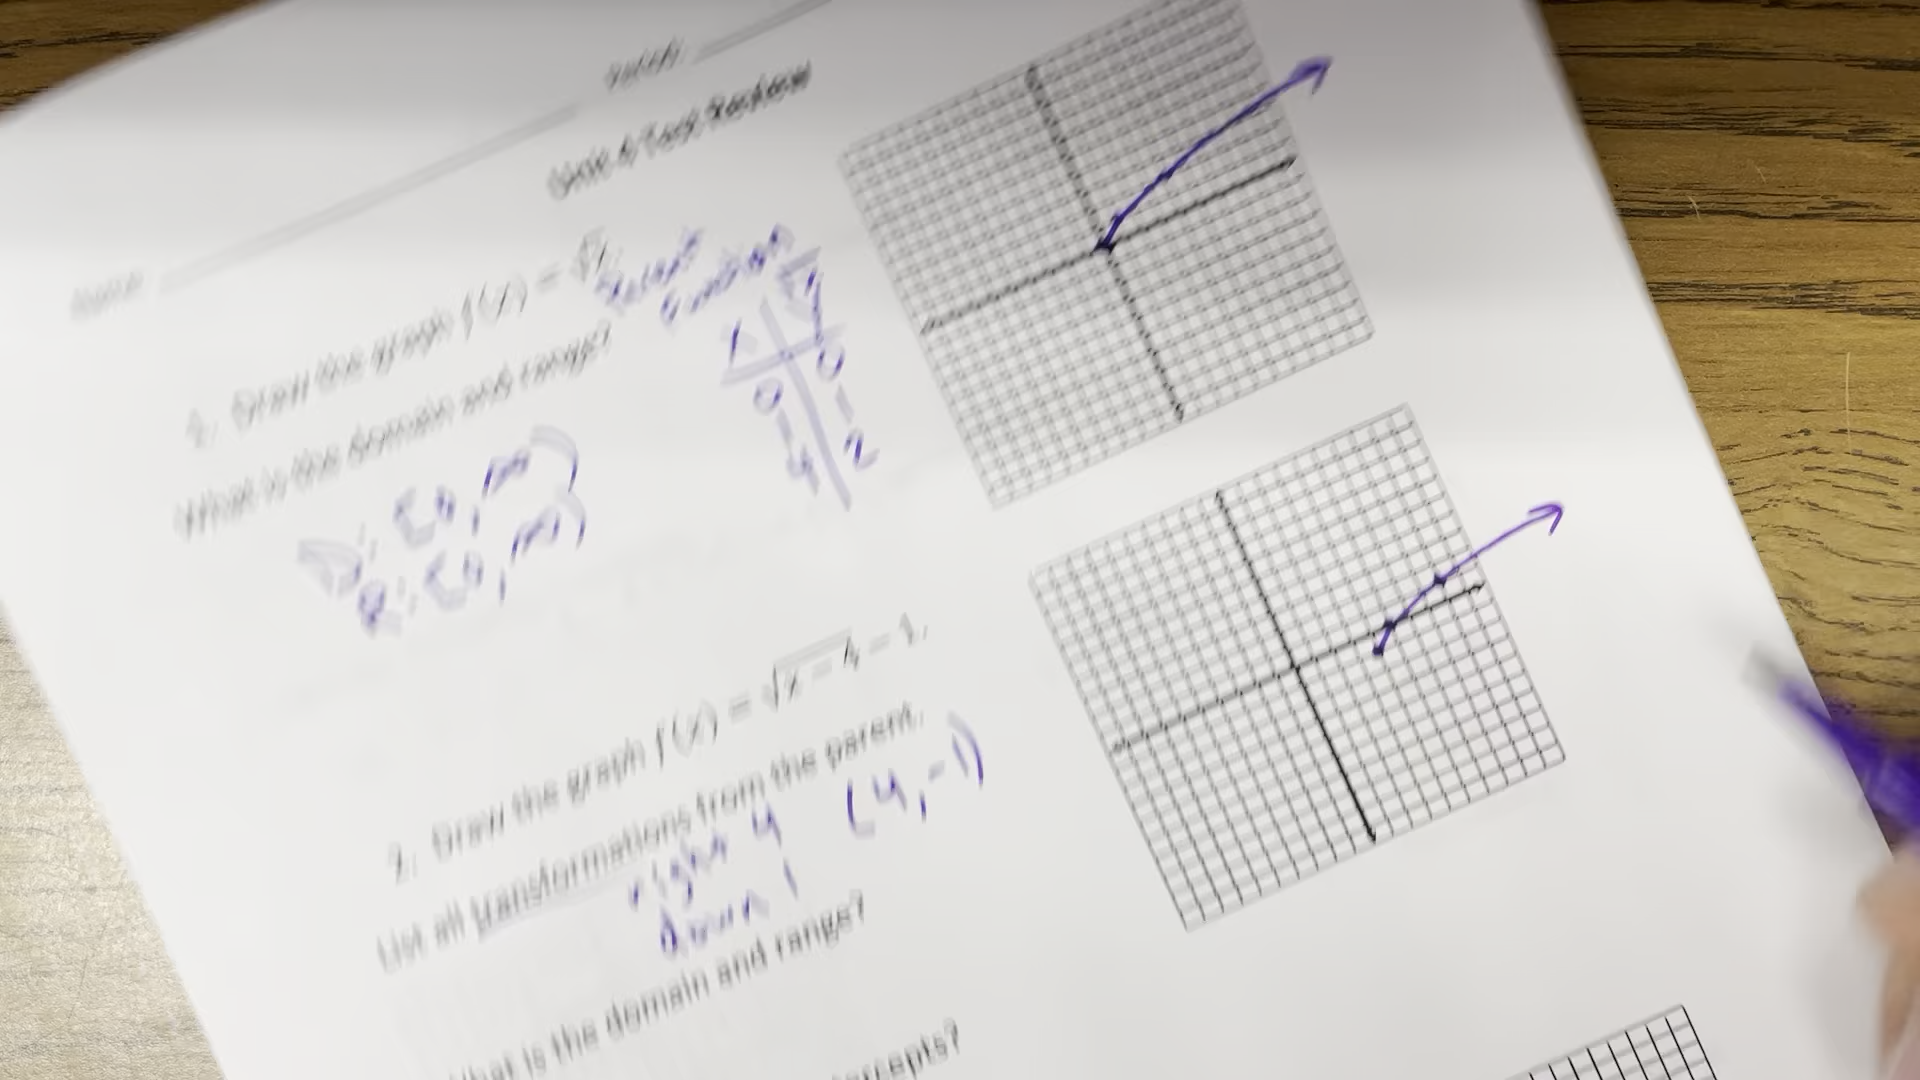 Name
Unit 6 Test Review
1. Draw the graph f(x) = √x.
Parent
Function
What is the domain and range?
x y
0 0
1 1
4 2
D: [0, ∞)
R: [0, ∞)
2. Draw the graph f(x) = √x − 4 − 1.
List all transformations from the parent.
right 4
down 1
(4, -1)
What is the domain and range?